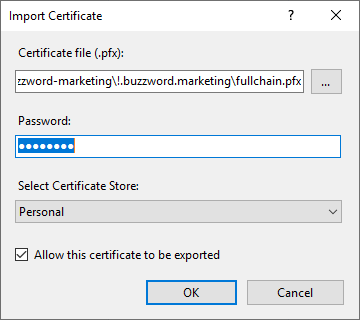 Import Certificate
?
Certificate file (.pfx):
zzword-marketing\!.buzzword.marketing\fullchain.pfx
...
Password:
●●●●●●●●
Select Certificate Store:
Personal
Allow this certificate to be exported
OK
Cancel